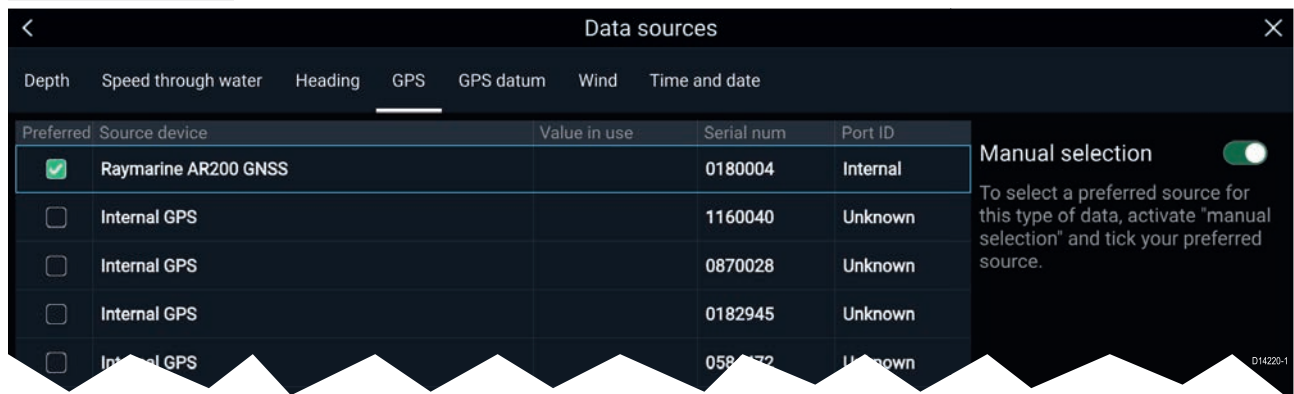 Data sources
Depth Speed through water Heading GPS GPS datum Wind Time and date
Preferred Source device Value in use Serial num Port ID
Raymarine AR200 GNSS 0180004 Internal
Internal GPS 1160040 Unknown
Internal GPS 0870028 Unknown
Internal GPS 0182945 Unknown
GPS
Manual selection
To select a preferred source for
this type of data, activate "manual
selection" and tick your preferred
source.
D14220-1